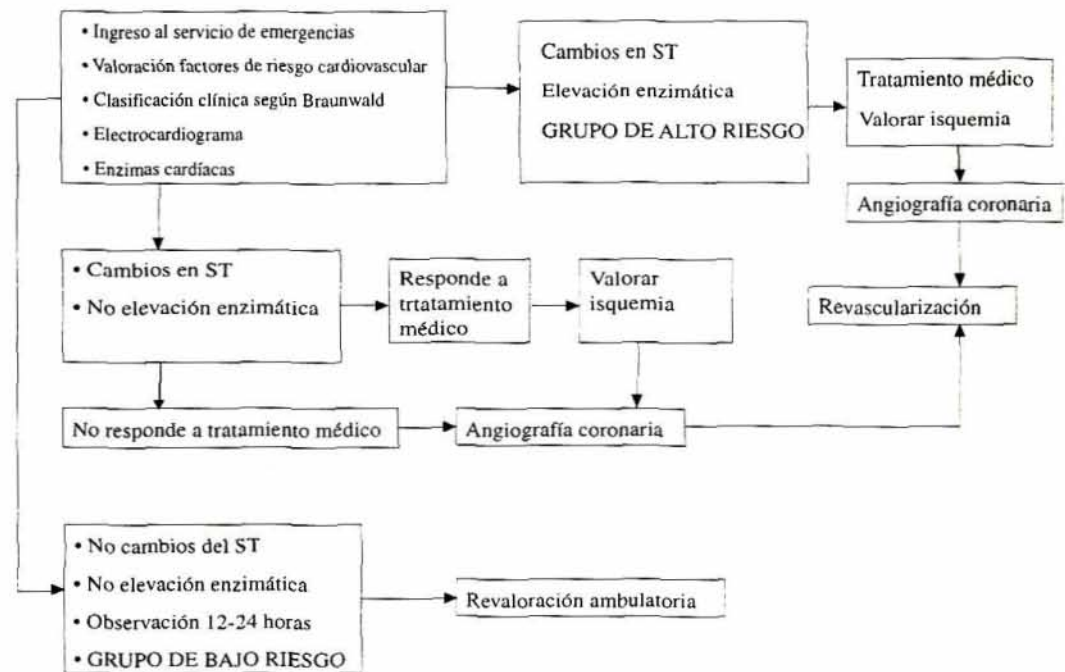 • Ingreso al servicio de emergencias
• Valoración factores de riesgo cardiovascular
• Clasificación clínica según Braunwald
• Electrocardiograma
• Enzimas cardíacas
Cambios en ST
Elevación enzimática
GRUPO DE ALTO RIESGO
Tratamiento médico
Valorar isquemia
Angiografía coronaria
Revascularización
• Cambios en ST
• No elevación enzimática
Responde a
trtatamiento
médico
Valorar
isquemia
No responde a tratamiento médico
Angiografía coronaria
• No cambios del ST
• No elevación enzimática
• Observación 12-24 horas
• GRUPO DE BAJO RIESGO
Revaloración ambulatoria